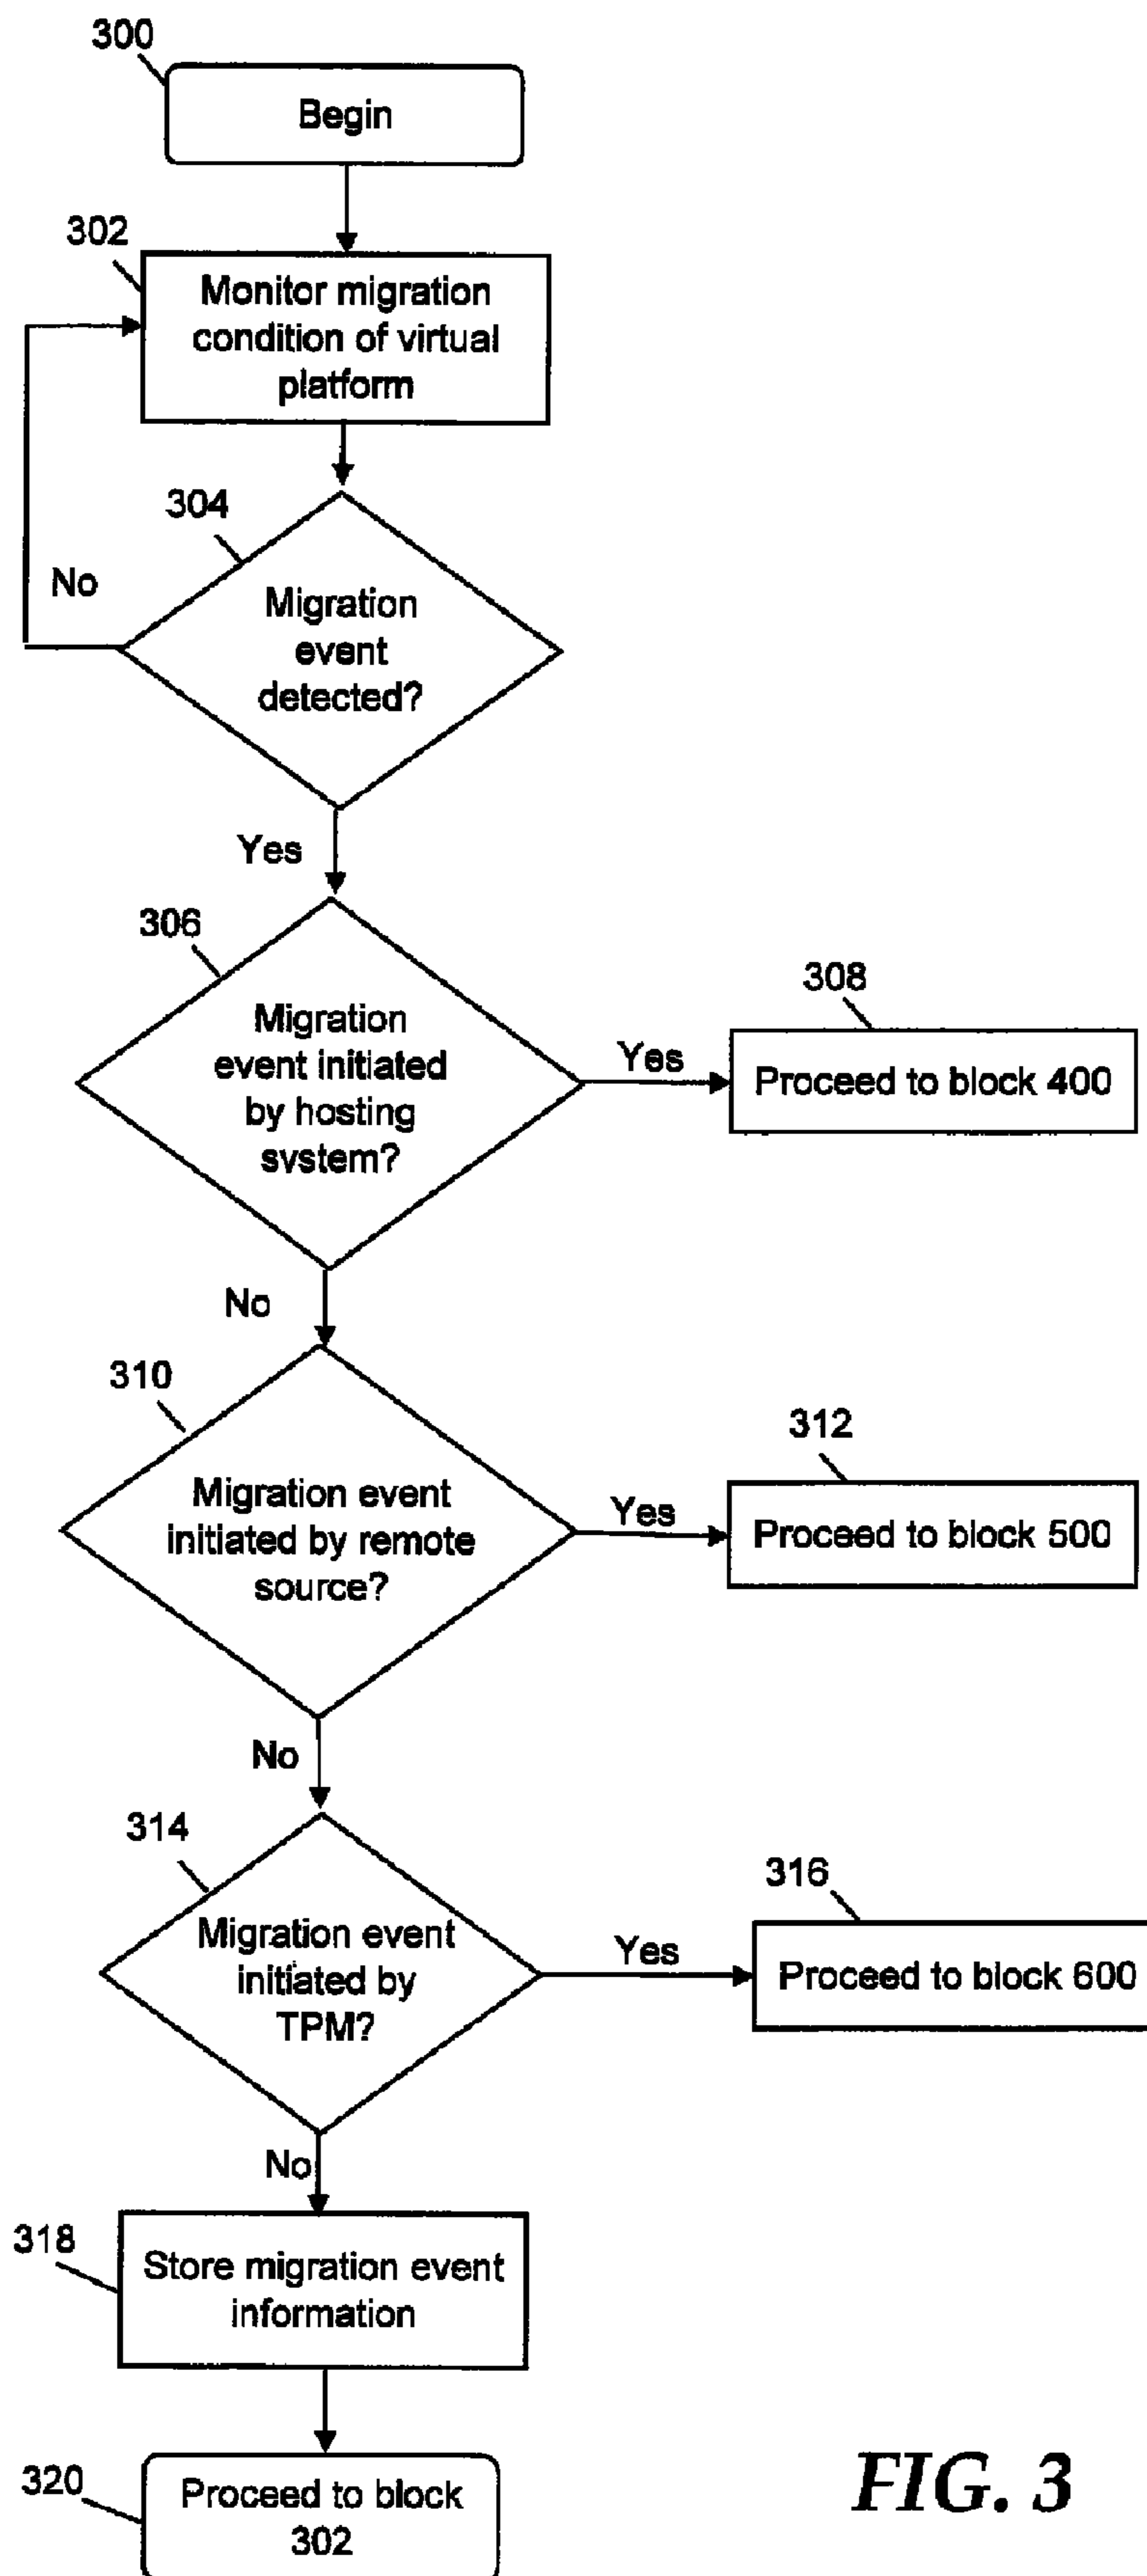 300
Begin
302
Monitor migration
condition of virtual
platform
304
No
Migration
event
detected?
Yes
306
Migration
event initiated
by hosting
system?
Yes
308
Proceed to block 400
No
310
Migration event
initiated by remote
source?
Yes
312
Proceed to block 500
No
314
Migration event
initiated by
TPM?
Yes
316
Proceed to block 600
No
318
Store migration event
information
320
Proceed to block
302
FIG. 3